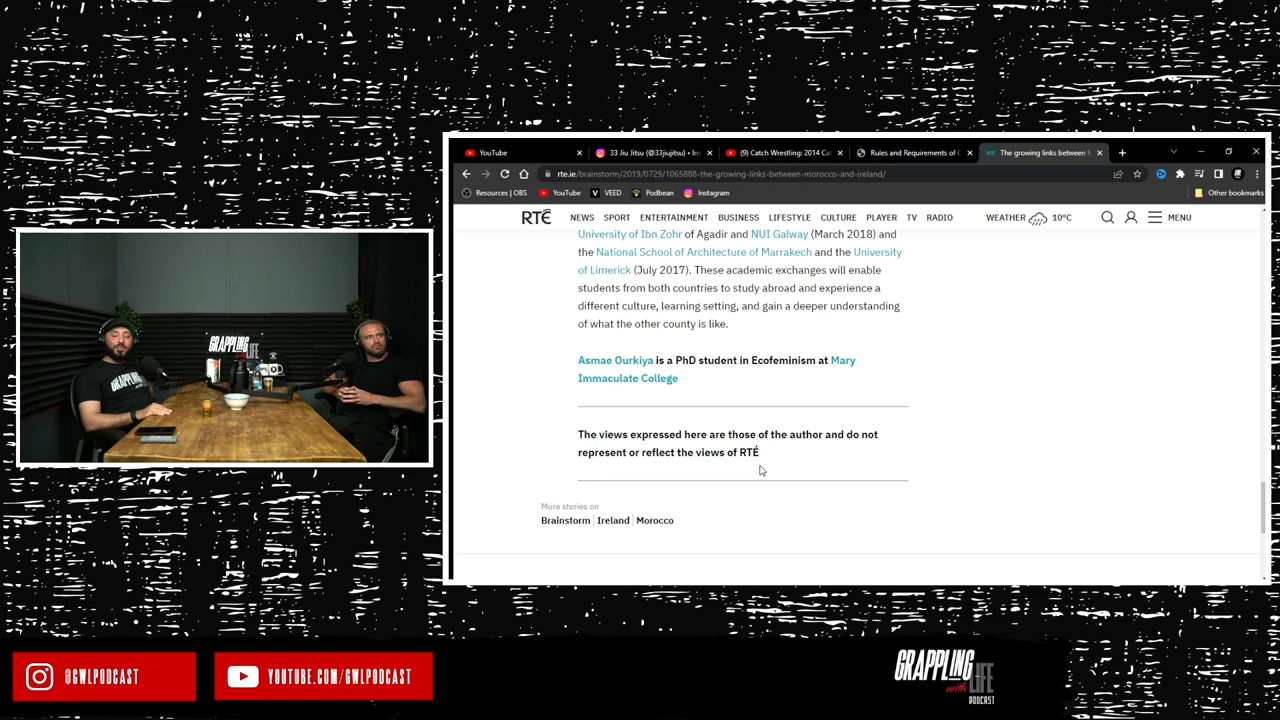 YouTube
33 Jiu Jitsu (@33jiujitsu) • Ins
(9) Catch Wrestling: 2014 Cat
Rules and Requirements of C
The growing links between
rte.ie/brainstorm/2019/0729/1065888-the-growing-links-between-morocco-and-ireland/
Resources | OBS YouTube VEED Podbean Instagram Other bookmarks
RTÉ NEWS SPORT ENTERTAINMENT BUSINESS LIFESTYLE CULTURE PLAYER TV RADIO WEATHER 10°C MENU
University of Ibn Zohr of Agadir and NUI Galway (March 2018) and
the National School of Architecture of Marrakech and the University
of Limerick (July 2017). These academic exchanges will enable
students from both countries to study abroad and experience a
different culture, learning setting, and gain a deeper understanding
of what the other county is like.
Asmae Ourkiya is a PhD student in Ecofeminism at Mary
Immaculate College
The views expressed here are those of the author and do not
represent or reflect the views of RTÉ
More stories on
Brainstorm Ireland Morocco
GRAPPLING
LIFE
GRAPPLING
@GWLPODCAST
YOUTUBE.COM/GWLPODCAST
GRAPPLING
with LIFE
PODCAST